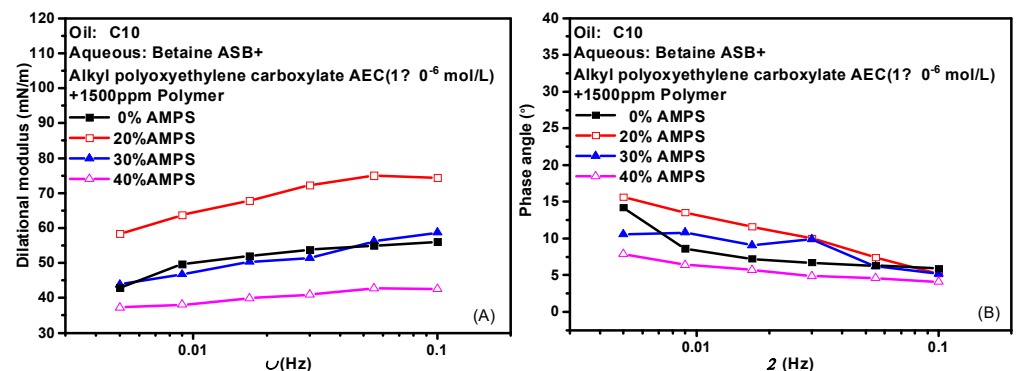 120
110
100
90
80
70
60
50
40
30
Dilational modulus (mN/m)
Oil: C10
Aqueous: Betaine ASB+
Alkyl polyoxyethylene carboxylate AEC(1? 0-6 mol/L)
+1500ppm Polymer
0% AMPS
20%AMPS
30%AMPS
40%AMPS
(A)
0.01
0.1
υ(Hz)
40
35
30
25
20
15
10
5
0
Phase angle (°)
Oil: C10
Aqueous: Betaine ASB+
Alkyl polyoxyethylene carboxylate AEC(1? 0-6 mol/L)
+1500ppm Polymer
0% AMPS
20% AMPS
30% AMPS
40% AMPS
(B)
0.01
0.1
2 (Hz)